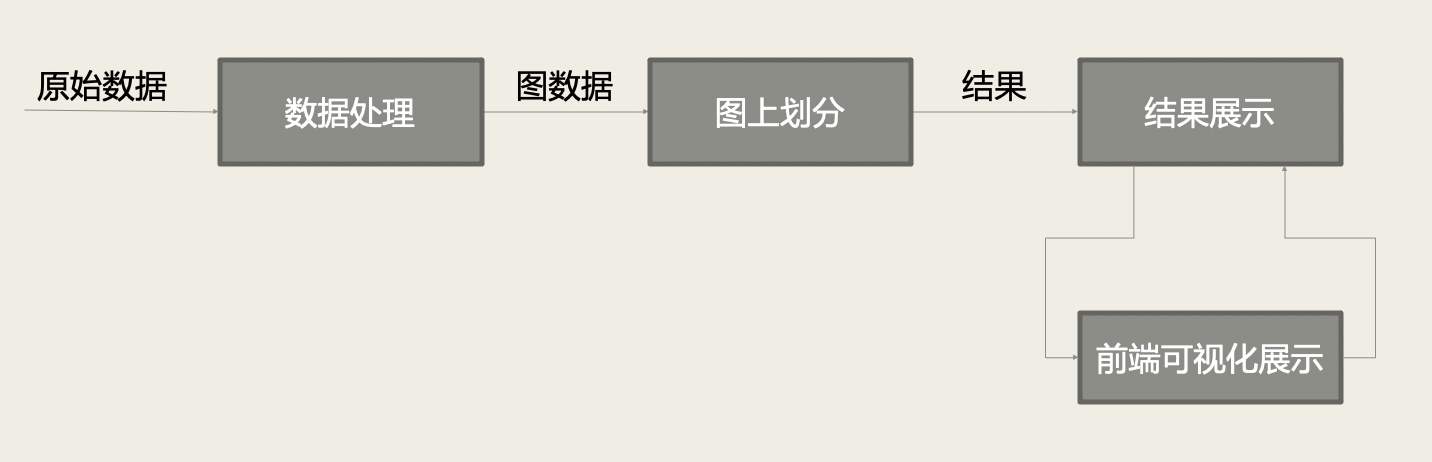 原始数据
数据处理
图数据
图上划分
结果
结果展示
前端可视化展示